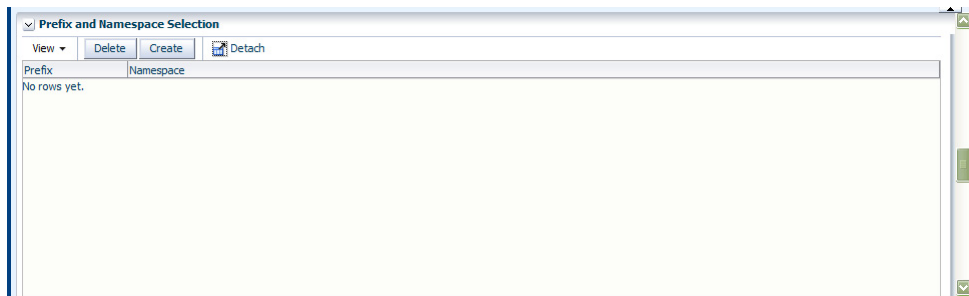 Prefix and Namespace Selection
View Delete Create Detach
Prefix Namespace
No rows yet.